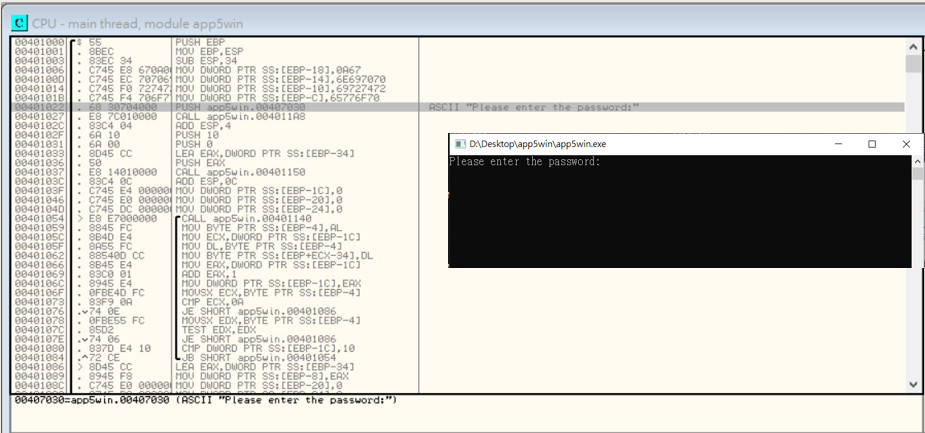 C CPU - main thread, module app5win
00401000 $ 55 PUSH EBP
00401001 . 8BEC MOV EBP,ESP
00401003 . 83EC 34 SUB ESP,34
00401006 . C745 E8 670A00 MOV DWORD PTR SS:[EBP-18],0A67
0040100D . C745 EC 707069 MOV DWORD PTR SS:[EBP-14],6E697070
00401014 . C745 F0 727472 MOV DWORD PTR SS:[EBP-10],69727472
0040101B . C745 F4 706F77 MOV DWORD PTR SS:[EBP-C],65776F70
00401022 . 68 30704000 PUSH app5win.00407030 ASCII "Please enter the password:"
00401027 . E8 7C010000 CALL app5win.004011A8
0040102C . 83C4 04 ADD ESP,4
0040102F . 6A 10 PUSH 10
00401031 . 6A 00 PUSH 0
00401033 . 8D45 CC LEA EAX,DWORD PTR SS:[EBP-34]
00401036 . 50 PUSH EAX
00401037 . E8 14010000 CALL app5win.00401150
0040103C . 83C4 0C ADD ESP,0C
0040103F . C745 E4 000000 MOV DWORD PTR SS:[EBP-1C],0
00401046 . C745 E0 000000 MOV DWORD PTR SS:[EBP-20],0
0040104D . C745 DC 000000 MOV DWORD PTR SS:[EBP-24],0
00401054 > E8 E7000000 CALL app5win.00401140
00401059 . 8845 FC MOV BYTE PTR SS:[EBP-4],AL
0040105C . 8B4D E4 MOV ECX,DWORD PTR SS:[EBP-1C]
0040105F . 8A55 FC MOV DL,BYTE PTR SS:[EBP-4]
00401062 . 88540D CC MOV BYTE PTR SS:[EBP+ECX-34],DL
00401066 . 8B45 E4 MOV EAX,DWORD PTR SS:[EBP-1C]
00401069 . 83C0 01 ADD EAX,1
0040106C . 8945 E4 MOV DWORD PTR SS:[EBP-1C],EAX
0040106F . 0FBE4D FC MOVSX ECX,BYTE PTR SS:[EBP-4]
00401073 . 83F9 0A CMP ECX,0A
00401076 . 74 0E JE SHORT app5win.00401086
00401078 . 0FBE55 FC MOVSX EDX,BYTE PTR SS:[EBP-4]
0040107C . 85D2 TEST EDX,EDX
0040107E . 74 06 JE SHORT app5win.00401086
00401080 . 837D E4 10 CMP DWORD PTR SS:[EBP-1C],10
00401084 .^72 CE JB SHORT app5win.00401054
00401086 > 8D45 CC LEA EAX,DWORD PTR SS:[EBP-34]
00401089 . 8945 F8 MOV DWORD PTR SS:[EBP-8],EAX
0040108C . C745 E0 000000 MOV DWORD PTR SS:[EBP-20],0
00407030=app5win.00407030 (ASCII "Please enter the password:")
D:\Desktop\app5win\app5win.exe
Please enter the password: